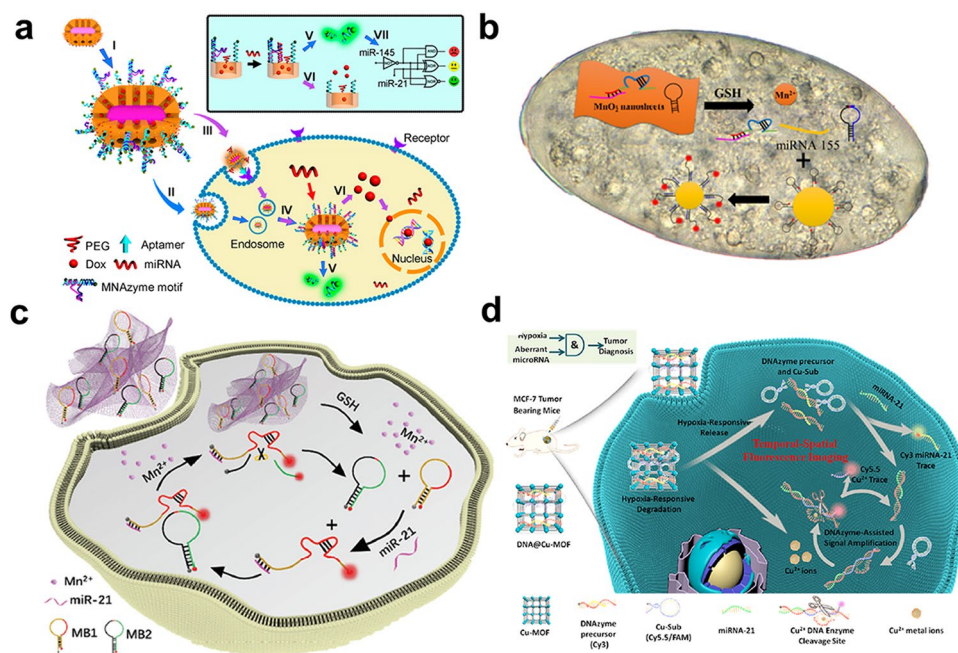 a
I
II
III
IV
V
VI
V
VI
VII
miR-145
miR-21
Receptor
Endosome
Nucleus
PEG
Aptamer
Dox
miRNA
MNAzyme motif
b
MnO2 nanosheets
GSH
Mn2+
miRNA 155
+
c
GSH
Mn2+
Mn2+
+
+
miR-21
Mn2+
miR-21
MB1
MB2
d
Hypoxia
Aberrant
microRNA
&
Tumor
Diagnosis
MCF-7 Tumor
Bearing Mice
DNA@Cu-MOF
Hypoxia-Responsive
Release
Hypoxia-Responsive
Degradation
DNAzyme precursor
and Cu-Sub
miRNA-21
Temporal-Spatial
Fluorescence Imaging
Cy3 miRNA-21
Trace
Cy5.5
Cu2+ Trace
DNAzyme-Assisted
Signal Amplification
Cu2+ ions
Cu-MOF
DNAzyme
precursor
(Cy3)
Cu-Sub
(Cy5.5/FAM)
miRNA-21
Cu2+ DNA Enzyme
Cleavage Site
Cu2+ metal ions